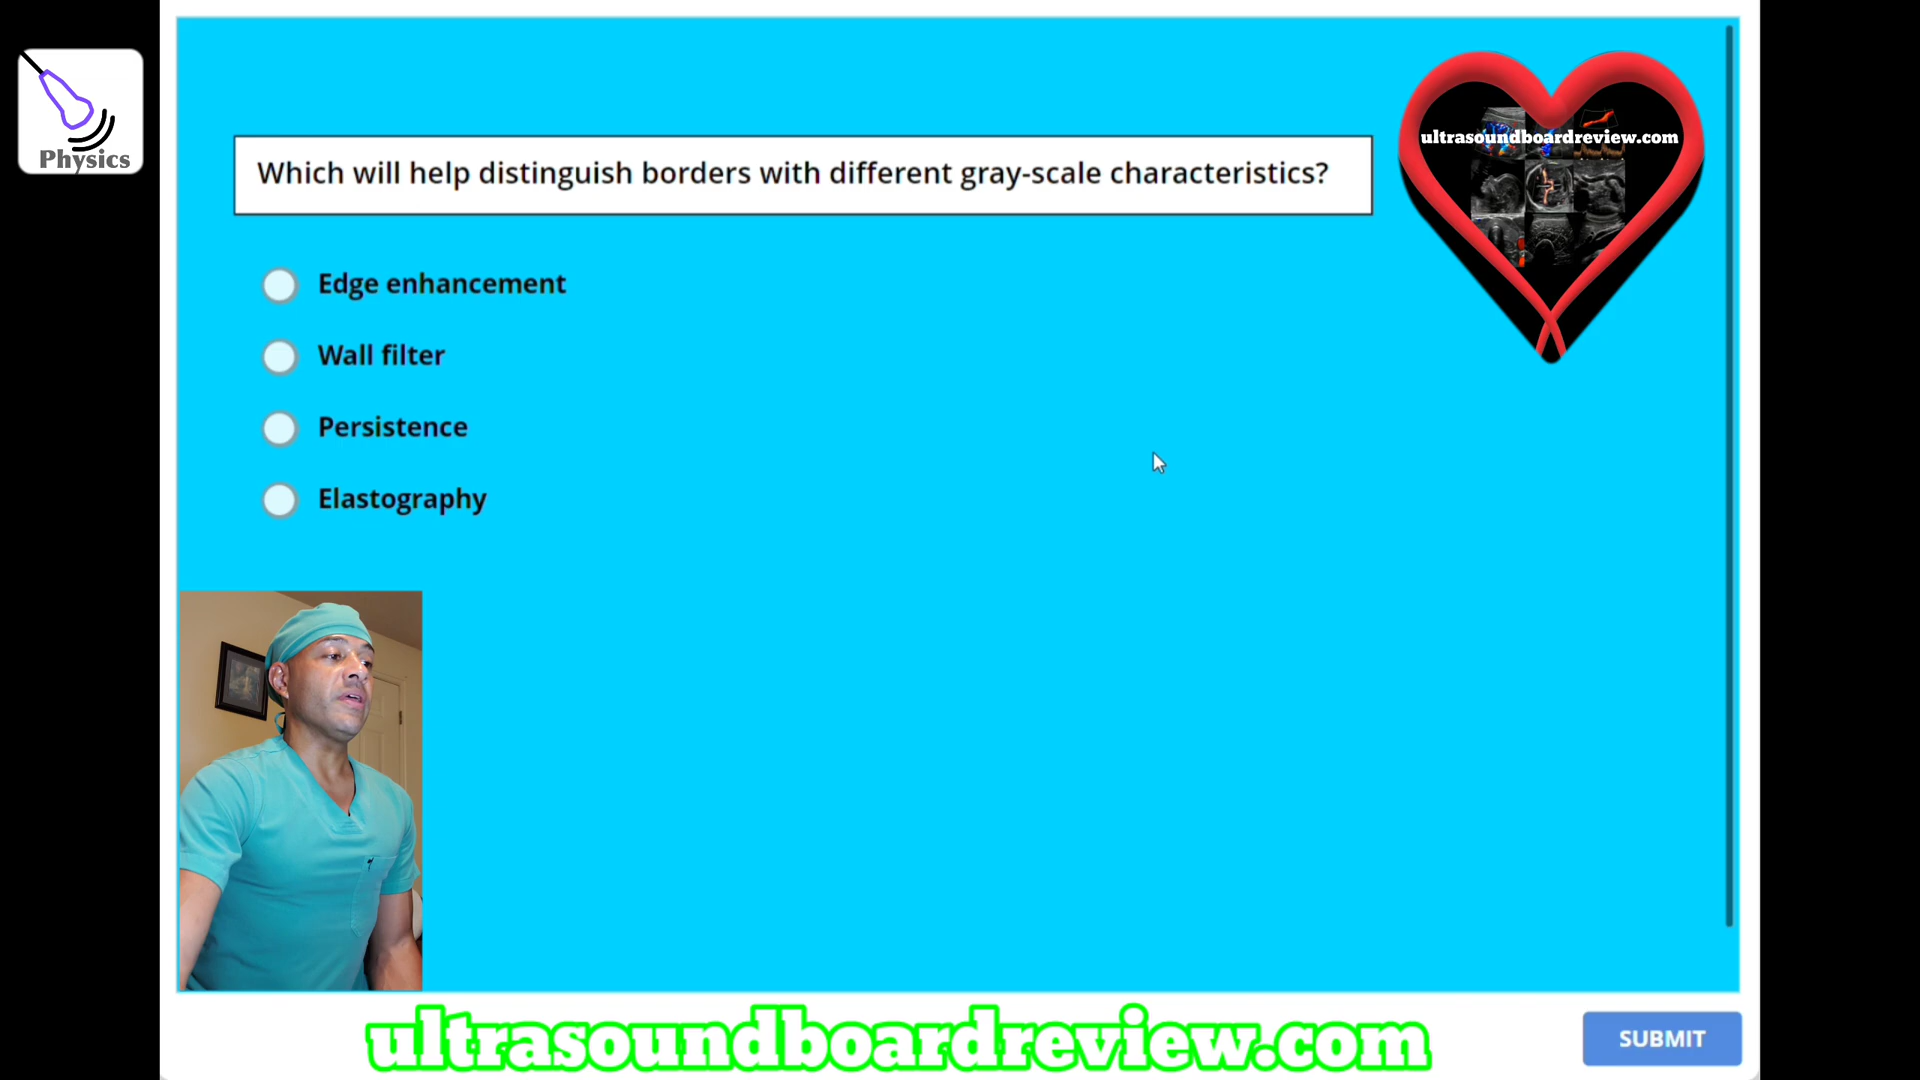 Physics
ultrasoundboardreview.com
Which will help distinguish borders with different gray-scale characteristics?
Edge enhancement
Wall filter
Persistence
Elastography
ultrasoundboardreview.com
SUBMIT